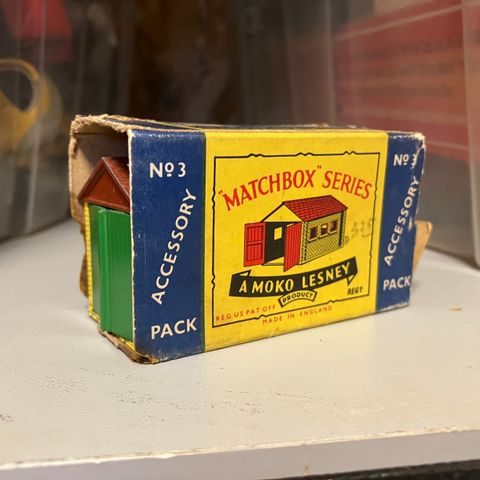 Nº3
ACCESSORY
PACK
"MATCHBOX" SERIES
A MOKO LESNEY
PRODUCT
REGD
REG US PAT OFF
MADE IN ENGLAND
Nº3
ACCESSORY
PACK